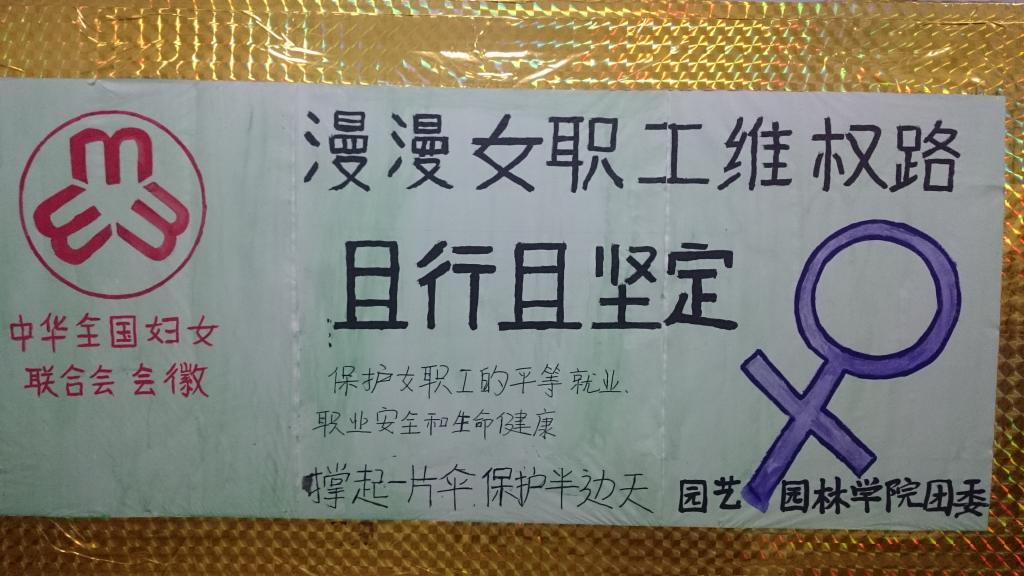 中华全国妇女
联合会会徽
漫漫女职工维权路
且行且坚定
保护女职工的平等就业、
职业安全和生命健康
撑起一片伞.保护半边天
园艺园林学院团委